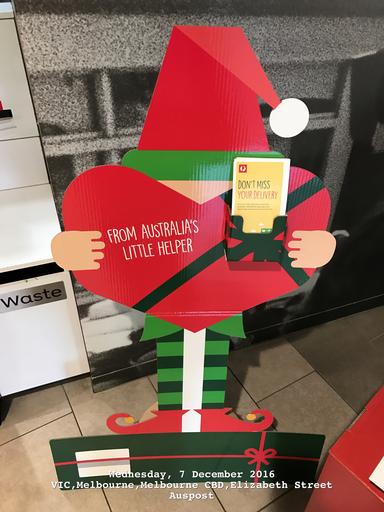 DON'T MISS
YOUR DELIVERY
FROM AUSTRALIA'S
LITTLE HELPER
Waste
Wednesday, 7 December 2016
VIC,Melbourne,Melbourne CBD,Elizabeth Street
Auspost